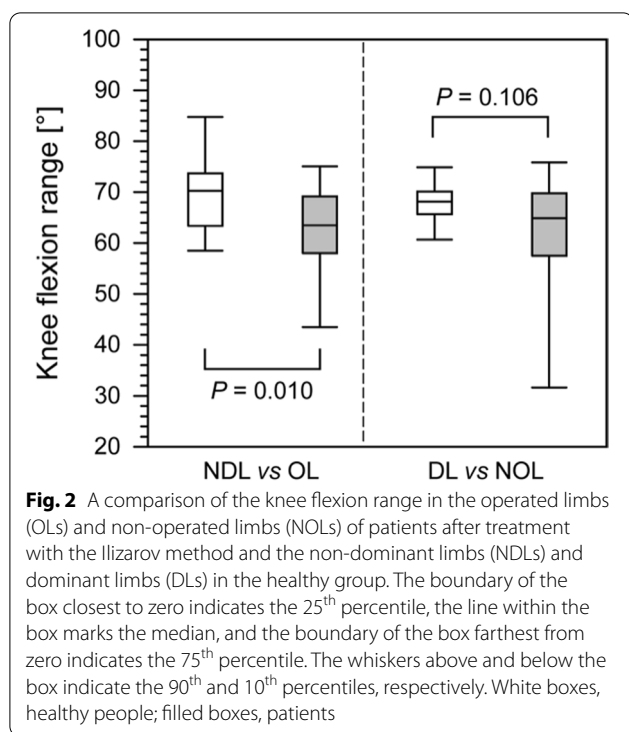 100
90
80
70
60
50
40
30
20
Knee flexion range [°]
P = 0.106
P = 0.010
NDL vs OL
DL vs NOL
Fig. 2 A comparison of the knee flexion range in the operated limbs
(OLs) and non-operated limbs (NOLs) of patients after treatment
with the Ilizarov method and the non-dominant limbs (NDLs) and
dominant limbs (DLs) in the healthy group. The boundary of the
box closest to zero indicates the 25th percentile, the line within the
box marks the median, and the boundary of the box farthest from
zero indicates the 75th percentile. The whiskers above and below the
box indicate the 90th and 10th percentiles, respectively. White boxes,
healthy people; filled boxes, patients